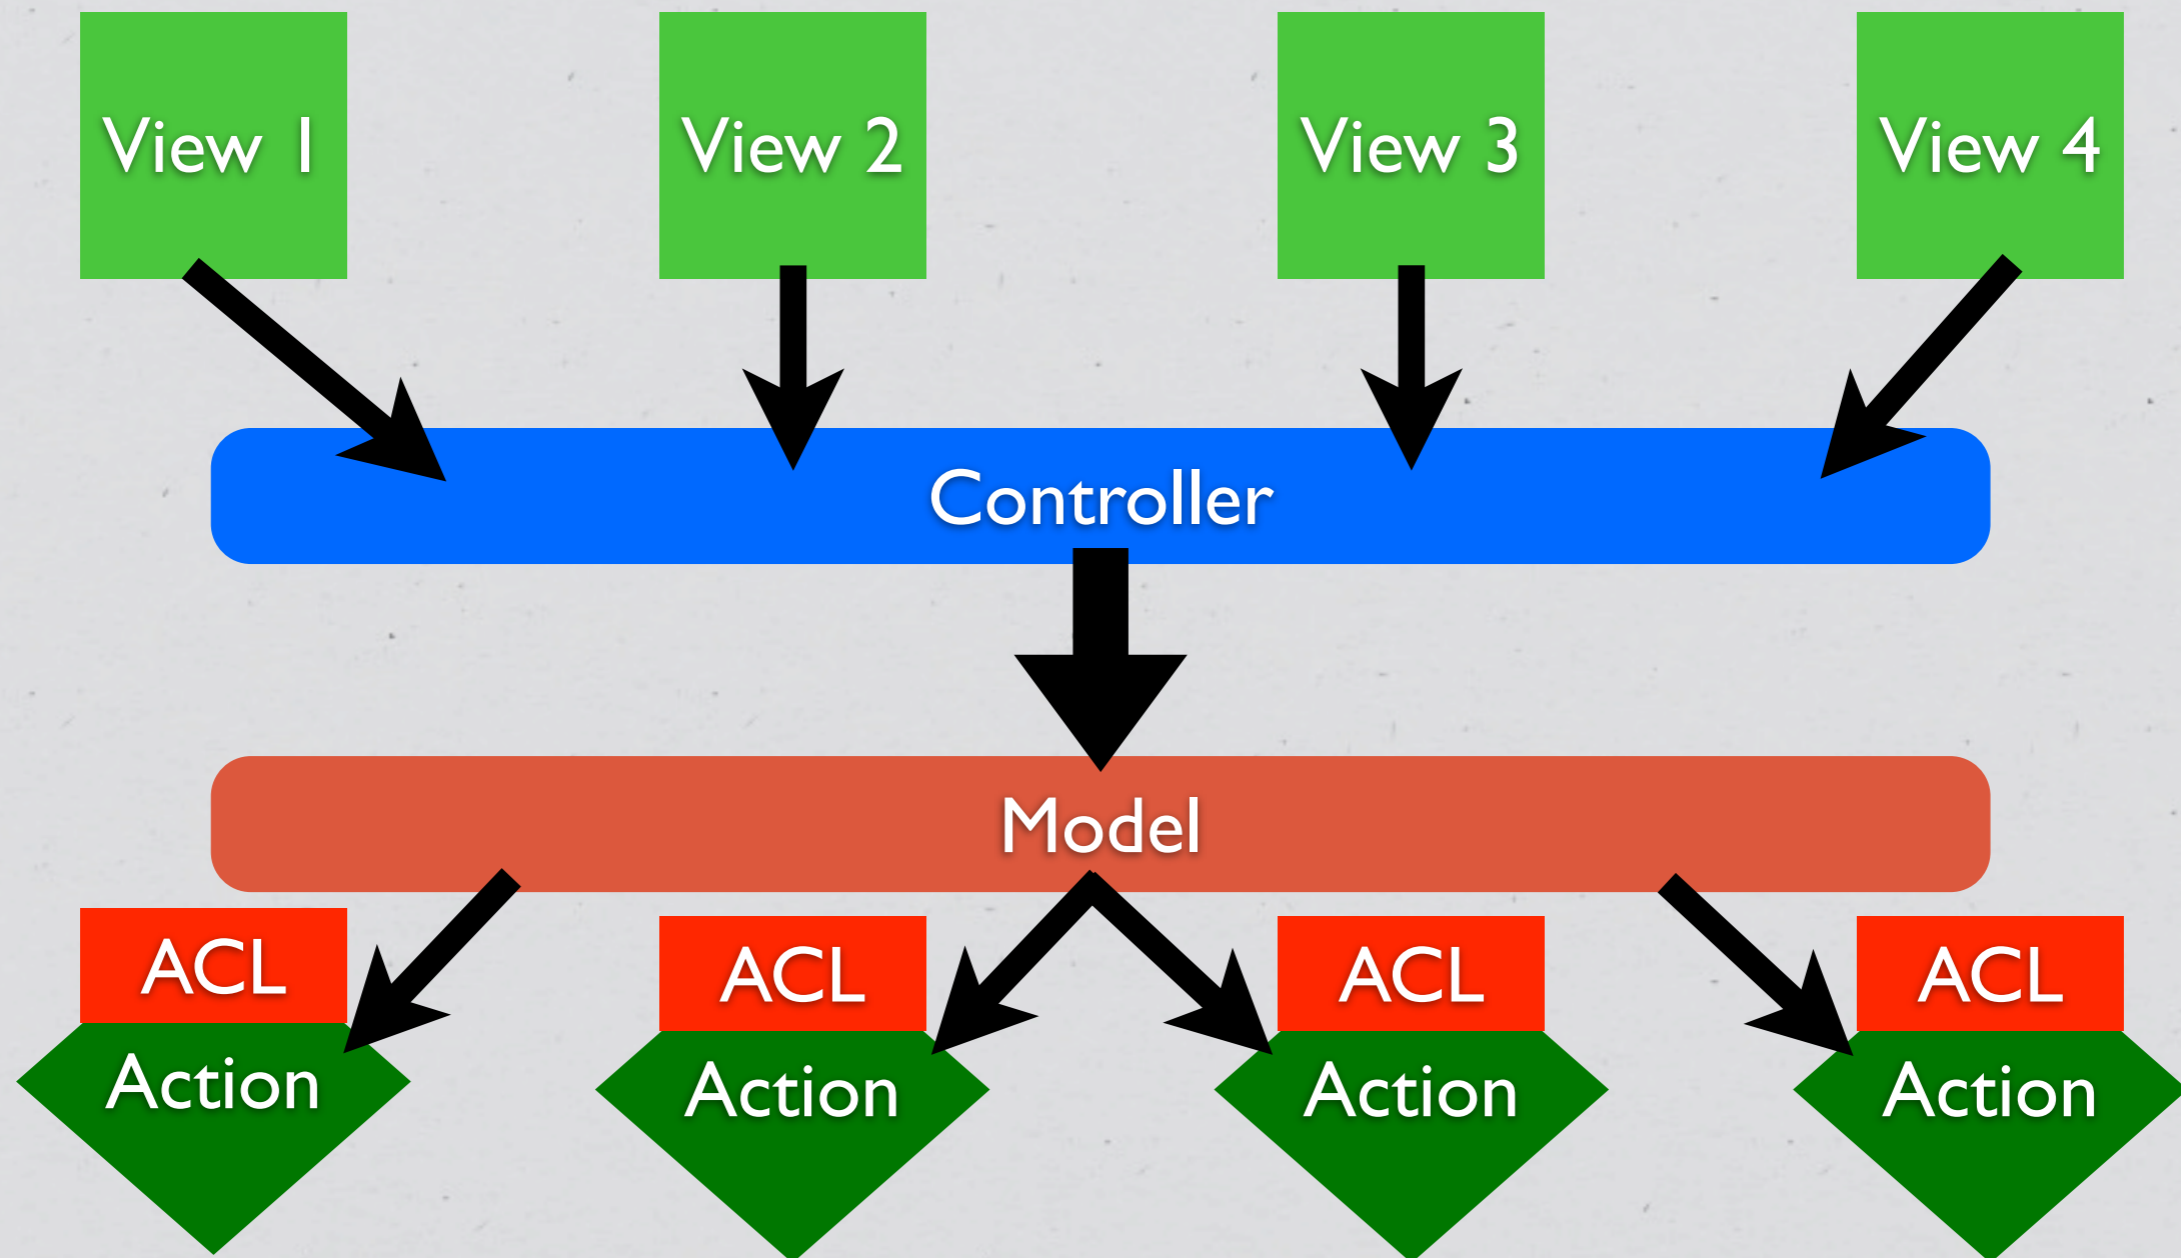 View 1
View 2
View 3
View 4
Controller
Model
ACL
ACL
ACL
ACL
Action
Action
Action
Action